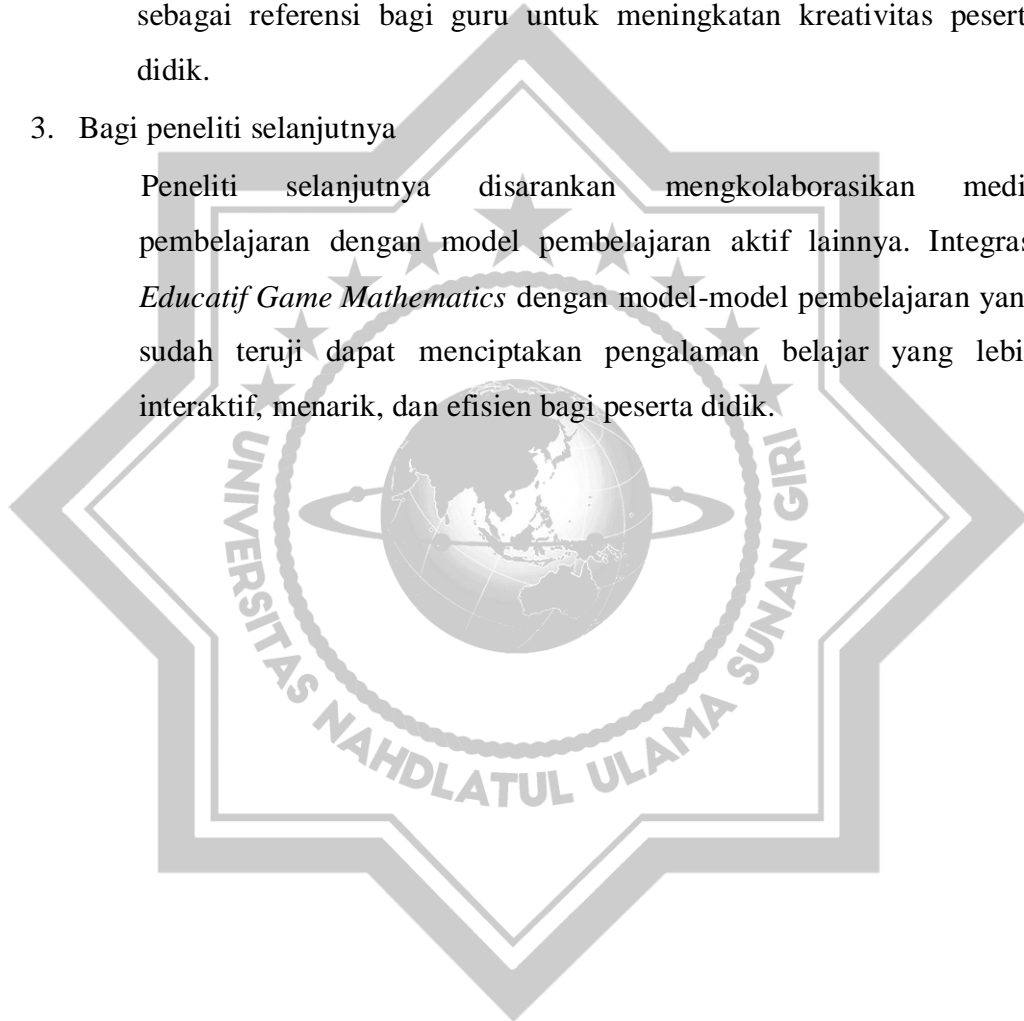 sebagai referensi bagi guru untuk meningkatan kreativitas pesert
didik.
3. Bagi peneliti selanjutnya
Peneliti selanjutnya disarankan mengkolaborasikan medi
pembelajaran dengan model pembelajaran aktif lainnya. Integras
Educatif Game Mathematics dengan model-model pembelajaran yan
sudah teruji dapat menciptakan pengalaman belajar yang lebi
interaktif, menarik, dan efisien bagi peserta didik.
UNIVERSITAS NAHDLATUL ULAMA SUNAN GIRI